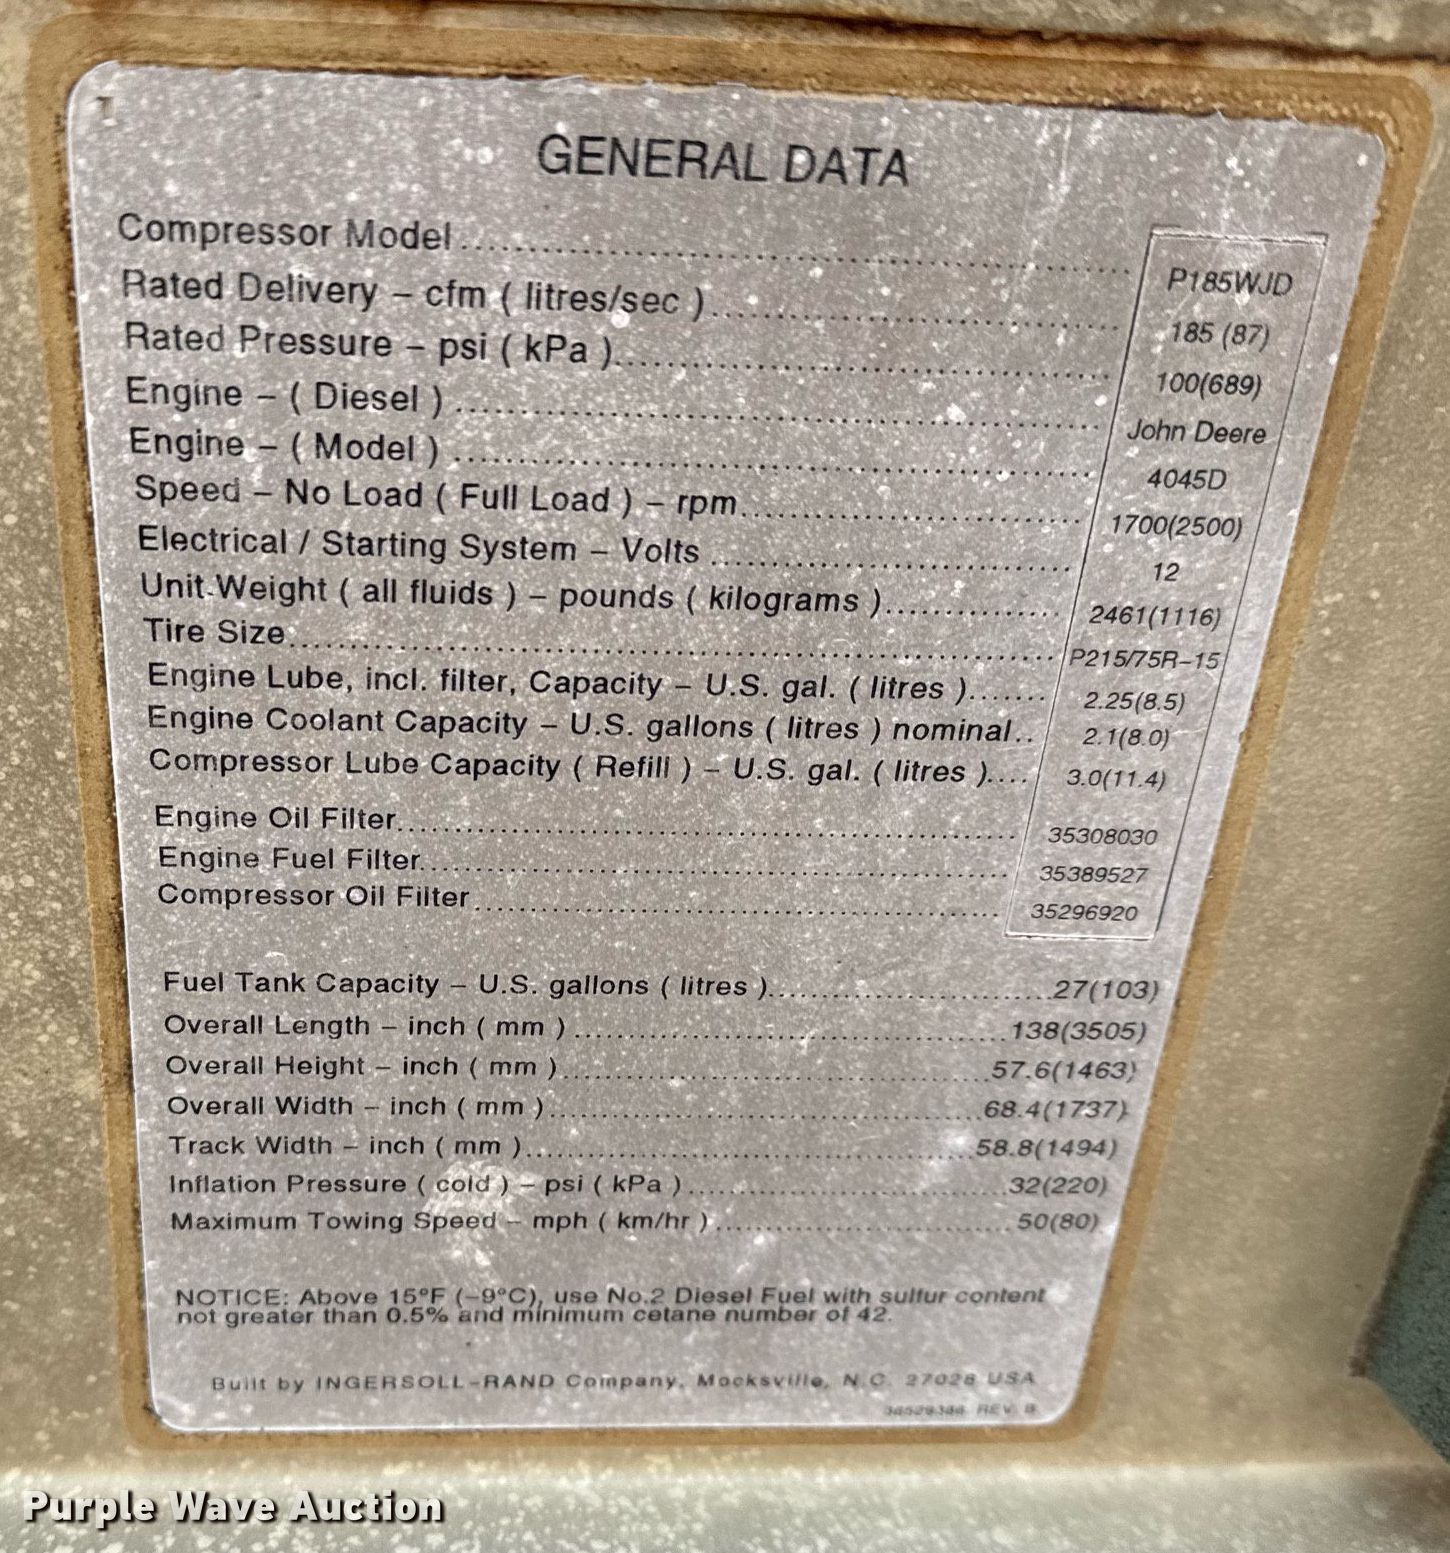 GENERAL DATA
Compressor Model ........ P185WJD
Rated Delivery – cfm ( litres/sec ) ........ 185 (87)
Rated Pressure – psi ( kPa ) ........ 100(689)
Engine – ( Diesel ) ........ John Deere
Engine – ( Model ) ........ 4045D
Speed – No Load ( Full Load ) – rpm ........ 1700(2500)
Electrical / Starting System – Volts ........ 12
Unit Weight ( all fluids ) – pounds ( kilograms ) ........ 2461(1116)
Tire Size ........ P215/75R–15
Engine Lube, incl. filter, Capacity – U.S. gal. ( litres ) ....... 2.25(8.5)
Engine Coolant Capacity – U.S. gallons ( litres ) nominal .. 2.1(8.0)
Compressor Lube Capacity ( Refill ) – U.S. gal. ( litres ) .... 3.0(11.4)
Engine Oil Filter ........ 35308030
Engine Fuel Filter ........ 35389527
Compressor Oil Filter ........ 35296920
Fuel Tank Capacity – U.S. gallons ( litres ) ........ 27(103)
Overall Length – inch ( mm ) ........ 138(3505)
Overall Height – inch ( mm ) ........ 57.6(1463)
Overall Width – inch ( mm ) ........ 68.4(1737)
Track Width – inch ( mm ) ........ 58.8(1494)
Inflation Pressure ( cold ) – psi ( kPa ) ........ 32(220)
Maximum Towing Speed – mph ( km/hr ) ........ 50(80)
NOTICE: Above 15°F (–9°C), use No.2 Diesel Fuel with sulfur content
not greater than 0.5% and minimum cetane number of 42.
Built by INGERSOLL–RAND Company, Mocksville, N.C. 27028 USA
REV B
Purple Wave Auction